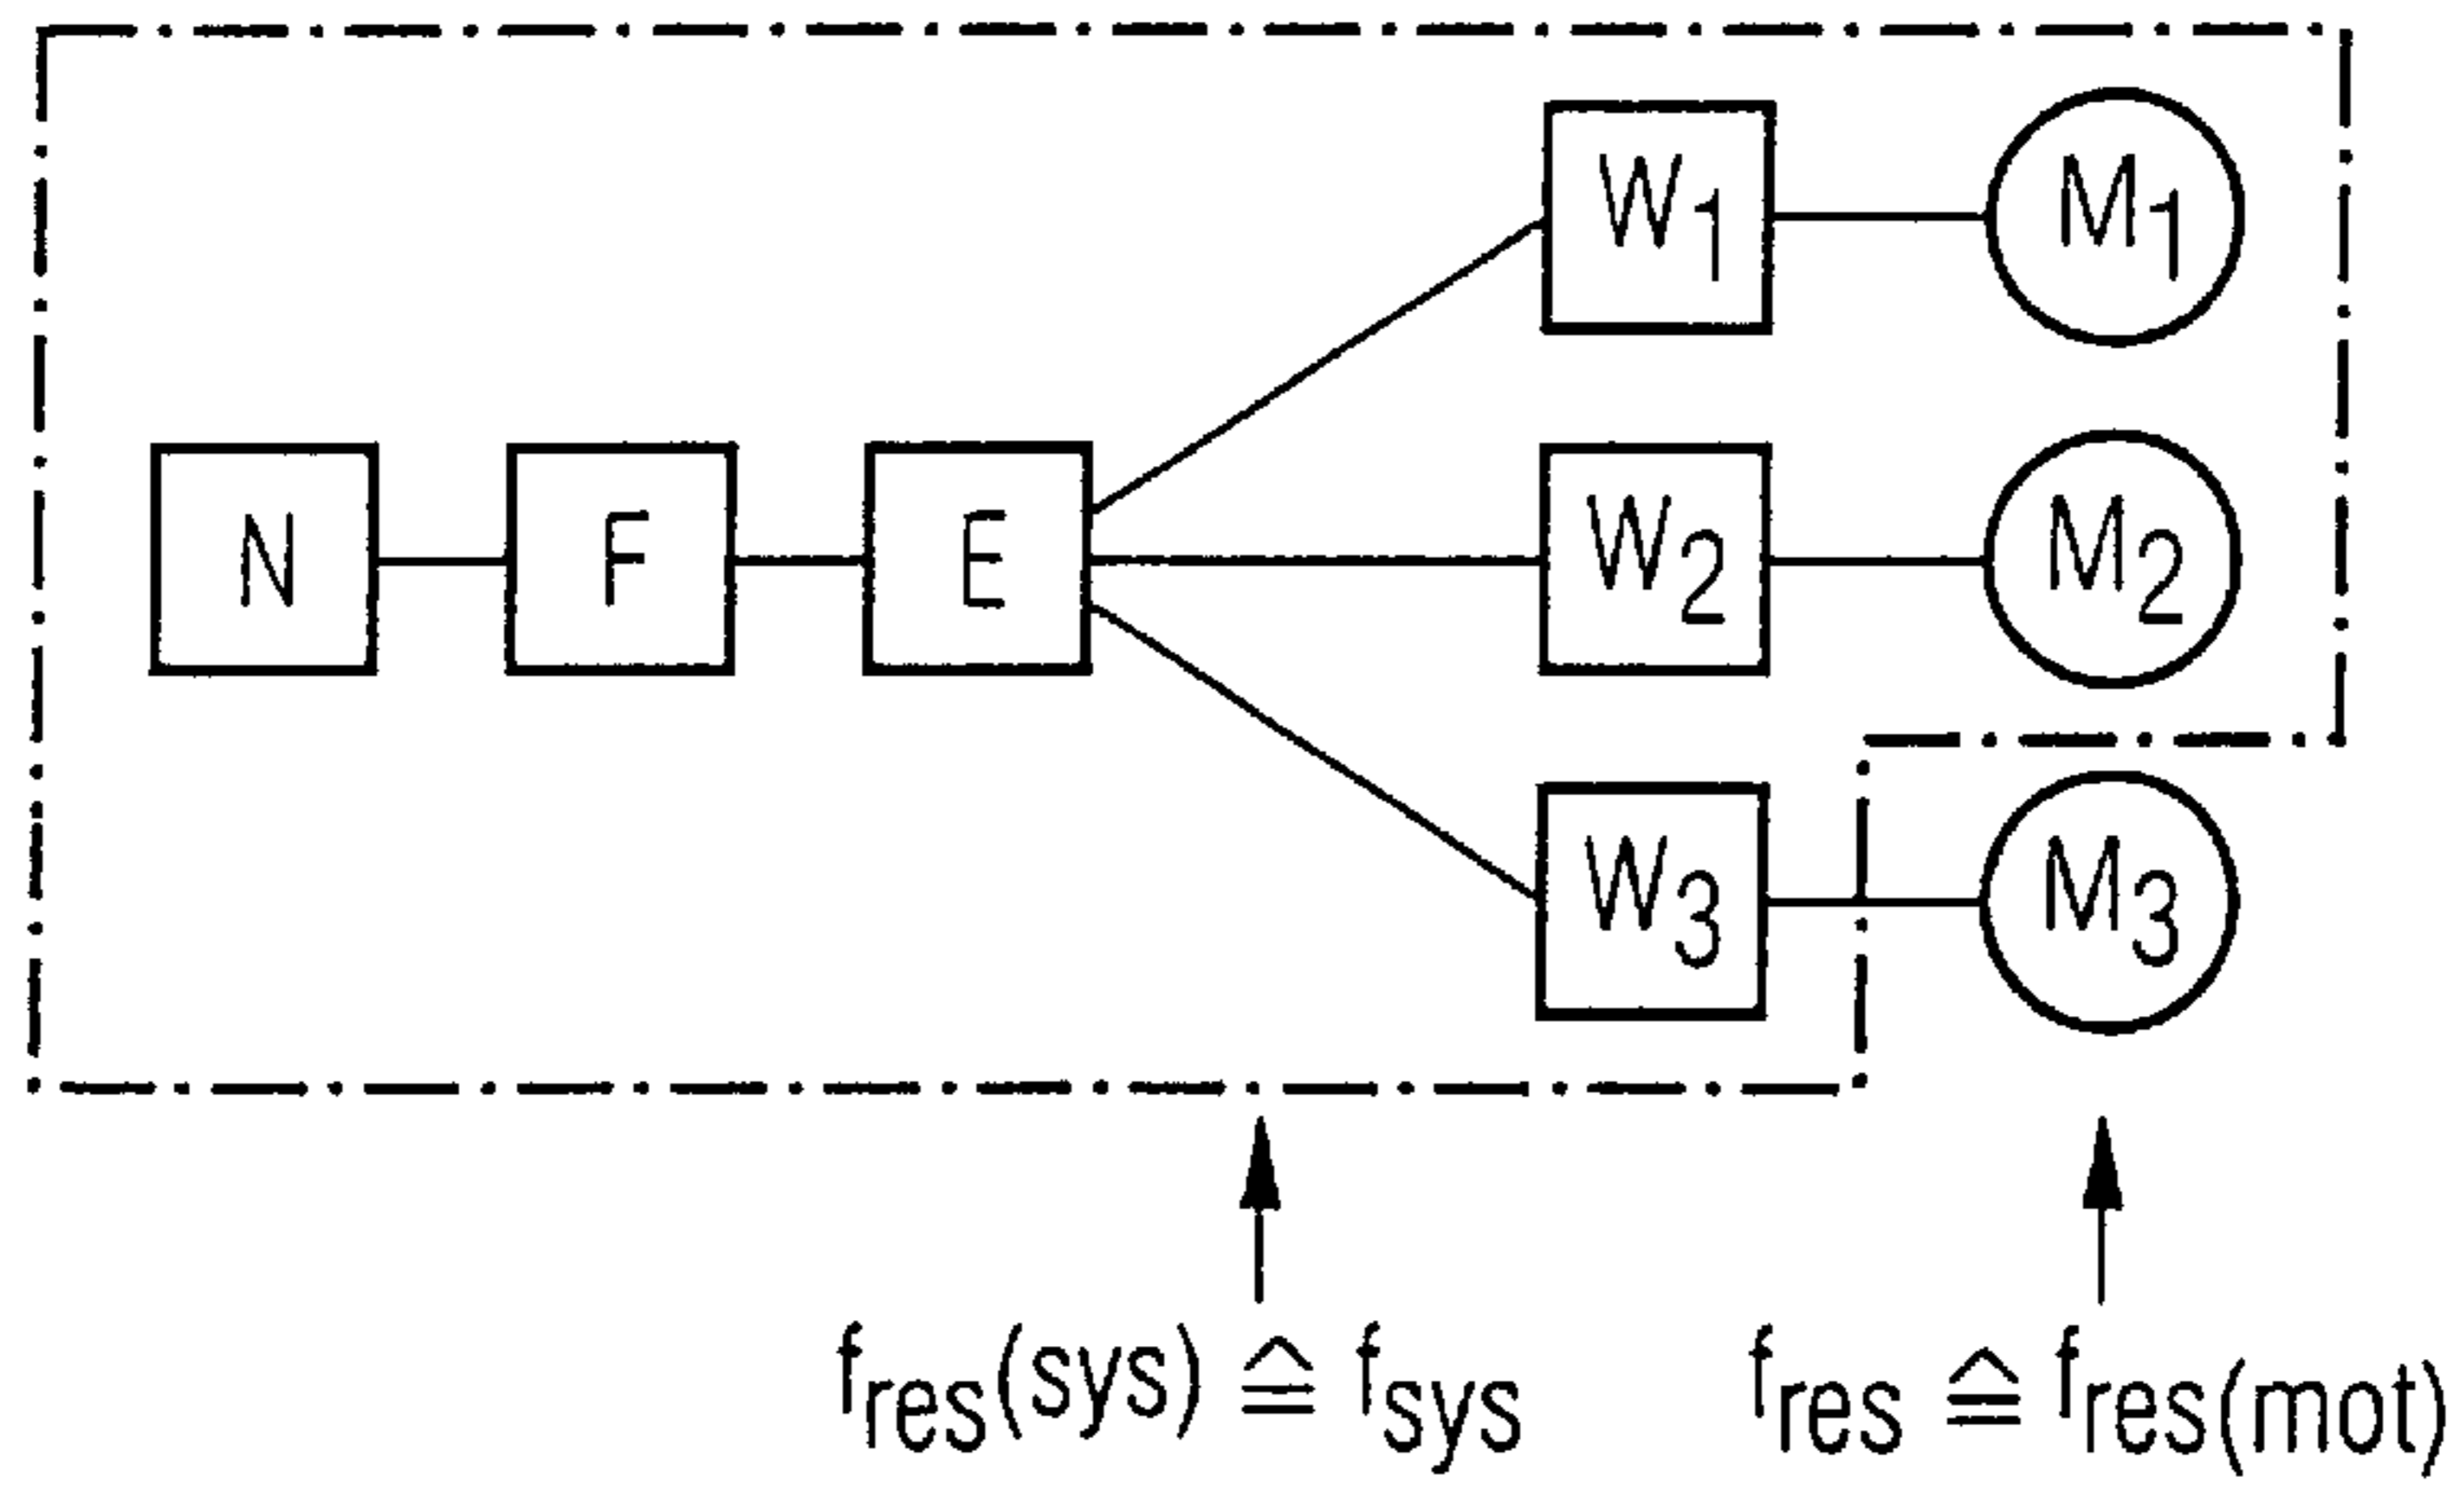 W1 M1
N F E W2 M2
W3 M3
fres(sys) ≙ fsys fres ≙ fres(mot)